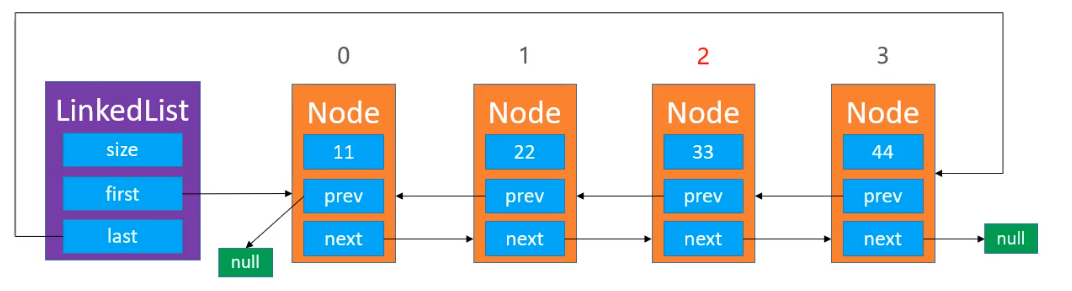 0 1 2 3
LinkedList
size
first
last
null
Node
11
prev
next
Node
22
prev
next
Node
33
prev
next
Node
44
prev
next
null